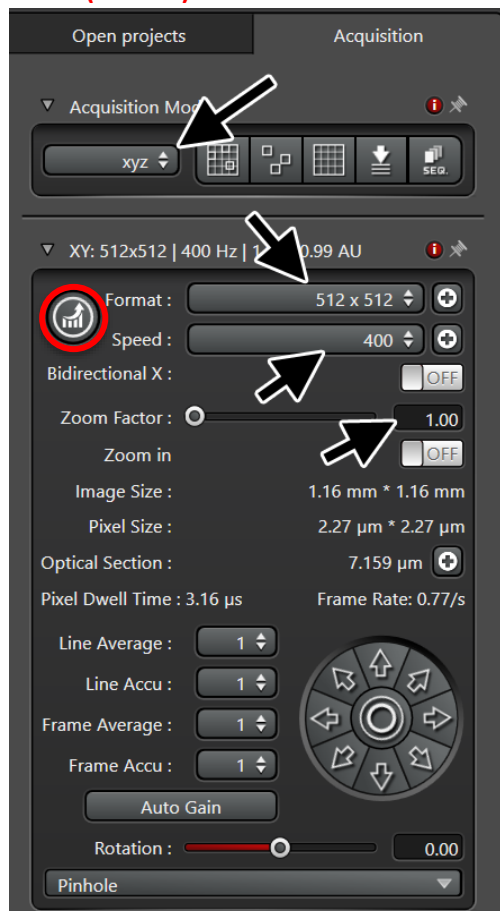 Open projects Acquisition
Acquisition Mod
xyz SEQ.
XY: 512x512 | 400 Hz | 1 0.99 AU
Format : 512 x 512
Speed : 400
Bidirectional X : OFF
Zoom Factor : 1.00
Zoom in OFF
Image Size : 1.16 mm * 1.16 mm
Pixel Size : 2.27 µm * 2.27 µm
Optical Section : 7.159 µm
Pixel Dwell Time : 3.16 µs Frame Rate: 0.77/s
Line Average : 1
Line Accu : 1
Frame Average : 1
Frame Accu : 1
Auto Gain
Rotation : 0.00
Pinhole